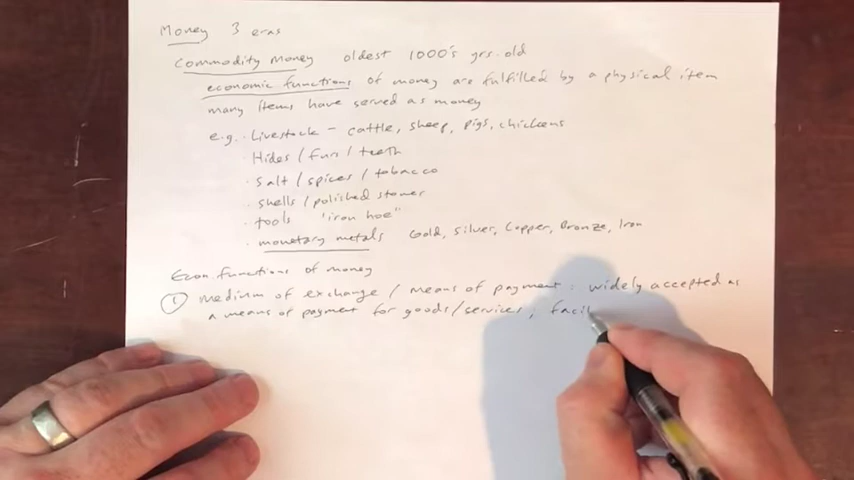 Money 3 eras
Commodity Money oldest 1000's yrs. old
economic functions of money are fulfilled by a physical item
many items have served as money
e.g. · Livestock - cattle, sheep, pigs, chickens
· Hides / furs / teeth
· Salt / spices / tobacco
· shells / polished stones
· tools "iron hoe"
· monetary metals Gold, Silver, Copper, Bronze, Iron
Econ. functions of money
① Medium of exchange / means of payment : widely accepted as
a means of payment for goods/services ; facil